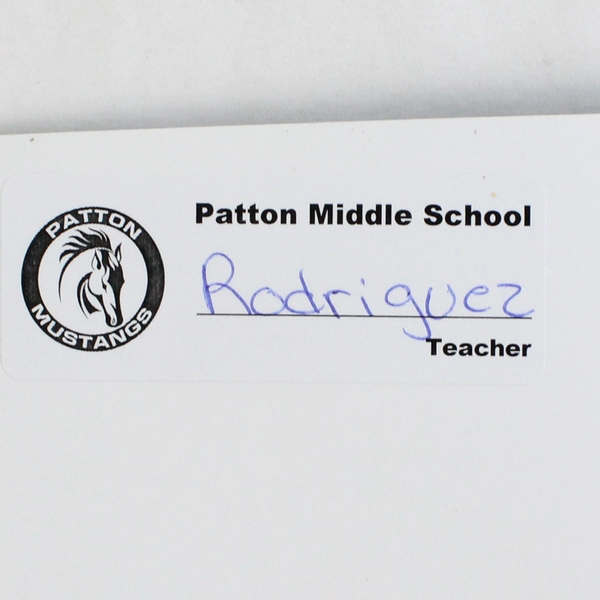 PATTON
MUSTANGS
Patton Middle School
Rodriguez
Teacher